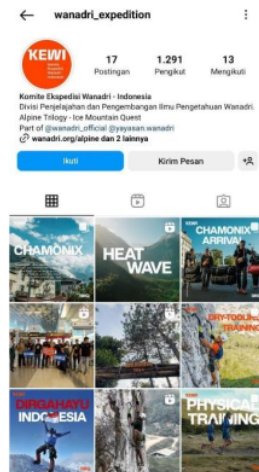 wanadri_expedition
KEWI
17
1.291
13
Postingan
Pengikut
Mengikuti
Komite Ekspedisi Wanadri - Indonesia
Divisi Penjelajahan dan Pengembangan Ilmu Pengetahuan Wanadri.
Alpine Trilogy - Ice Mountain Quest
Part of @wanadri_official @yayasan.wanadri
wanadri.org/alpine dan 2 lainnya
Ikuti
Kirim Pesan
CHAMONIX
HEAT
WAVE
CHAMONIX
ARRIVAL
DRY-TOOLING
TRAINING
DIRGAHAYU
INDONESIA
PHYSICAL
TRAINING